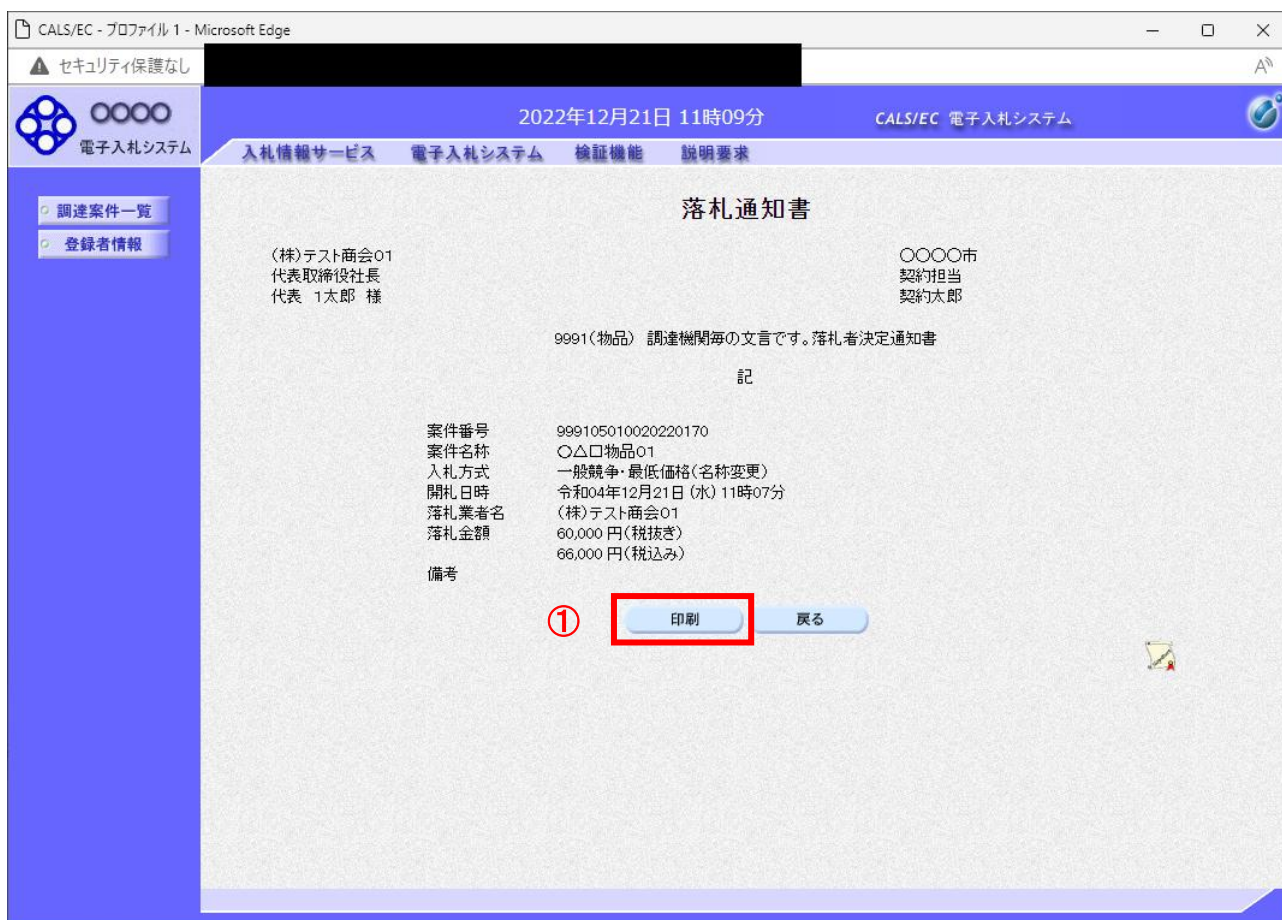 CALS/EC - プロファイル 1 - Microsoft Edge
セキュリティ保護なし
OOOO
電子入札システム
2022年12月21日 11時09分
CALS/EC 電子入札システム
入札情報サービス 電子入札システム 検証機能 説明要求
調達案件一覧
登録者情報
落札通知書
(株)テスト商会01
代表取締役社長
代表 1太郎 様
〇〇〇〇市
契約担当
契約太郎
9991(物品) 調達機関毎の文言です。落札者決定通知書
記
案件番号 999105010020220170
案件名称 〇△口物品01
入札方式 一般競争・最低価格(名称変更)
開札日時 令和04年12月21日 (水) 11時07分
落札業者名 (株)テスト商会01
落札金額 60,000 円(税抜き)
66,000 円(税込み)
備考
① 印刷 戻る